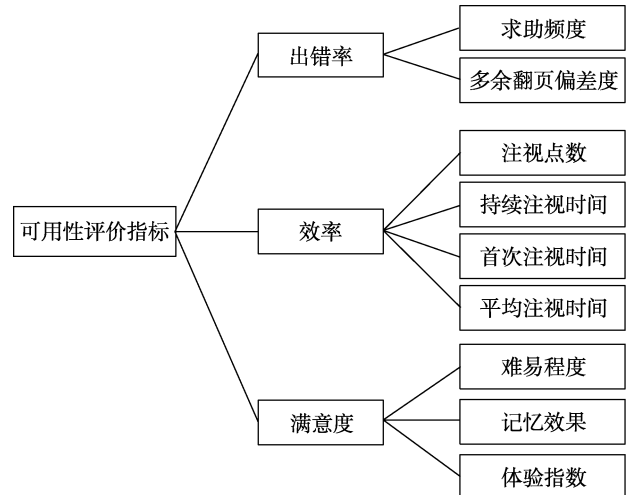 可用性评价指标
出错率
求助频度
多余翻页偏差度
效率
注视点数
持续注视时间
首次注视时间
平均注视时间
满意度
难易程度
记忆效果
体验指数